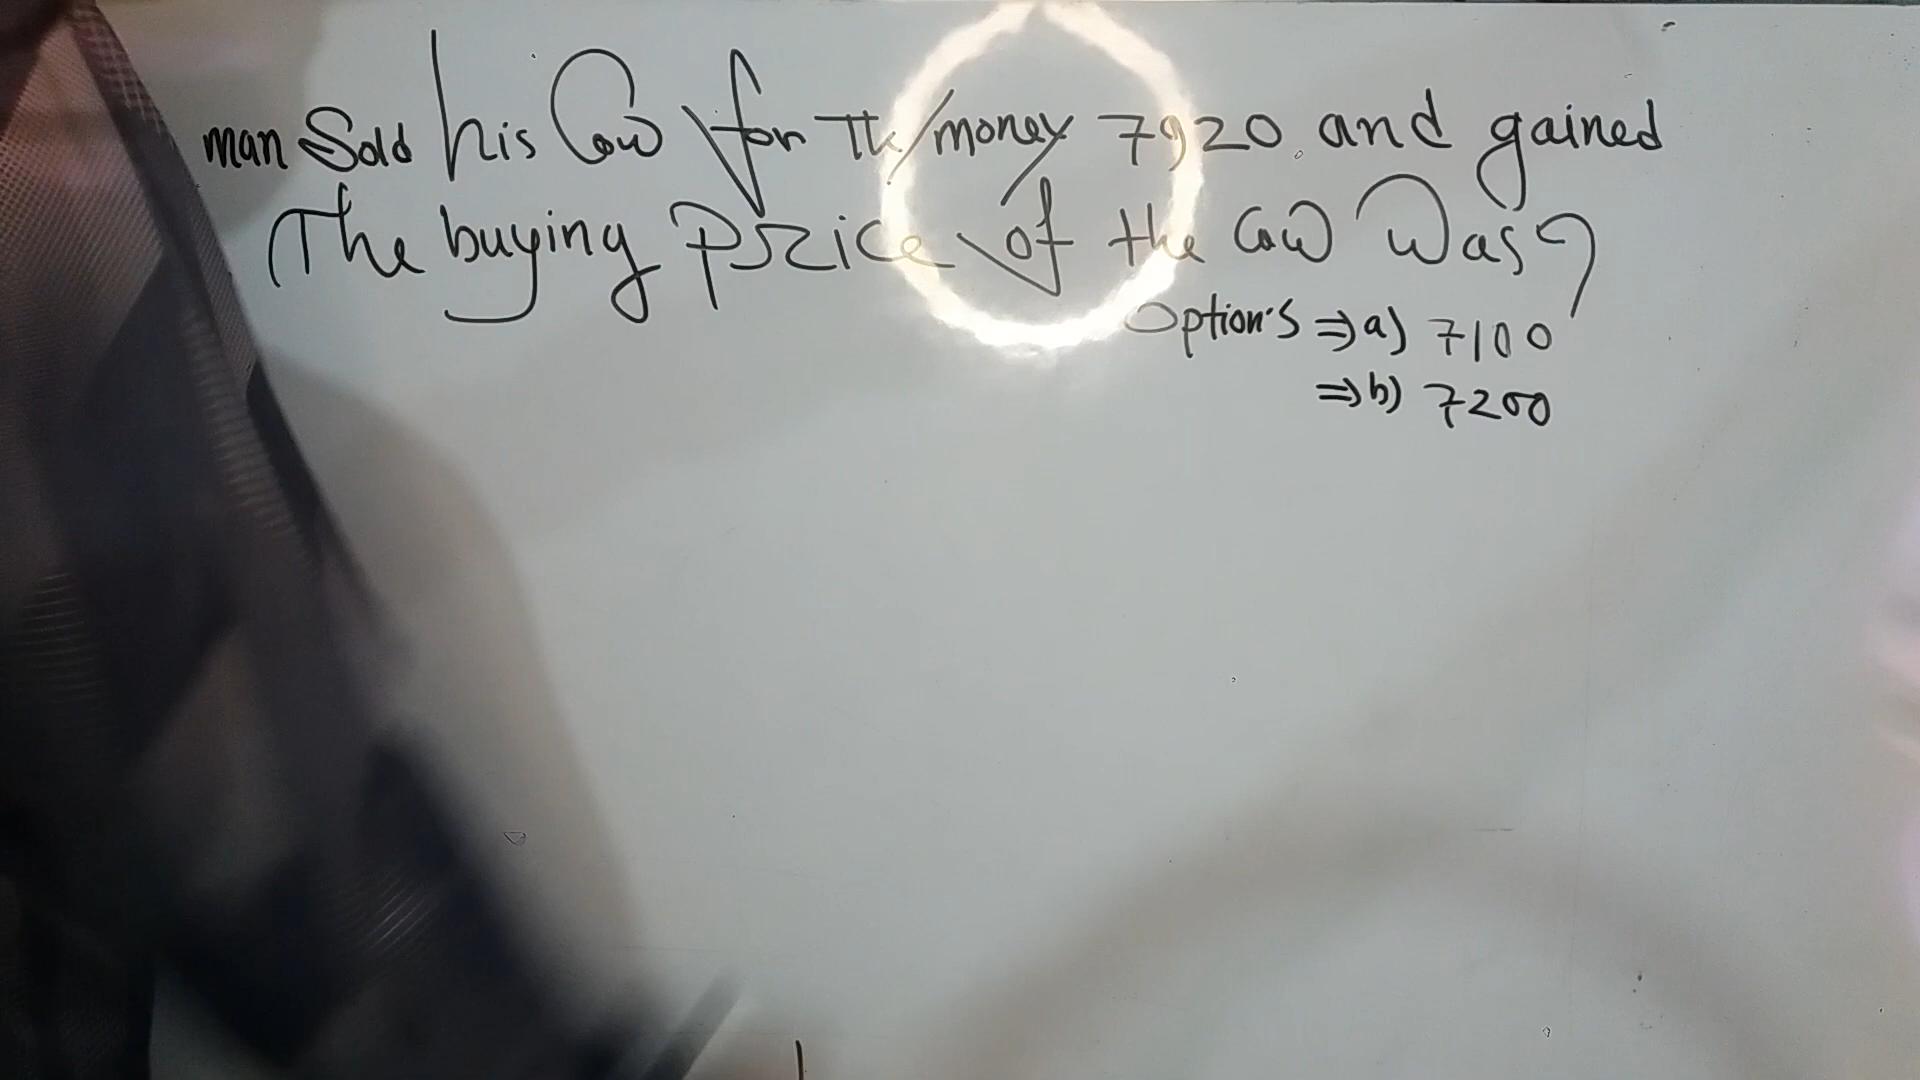 man Sold his Cow for Tk/money 7920. and gained
The buying Price of the Cow was?
Option's ⇒ a) 7100
⇒ b) 7200